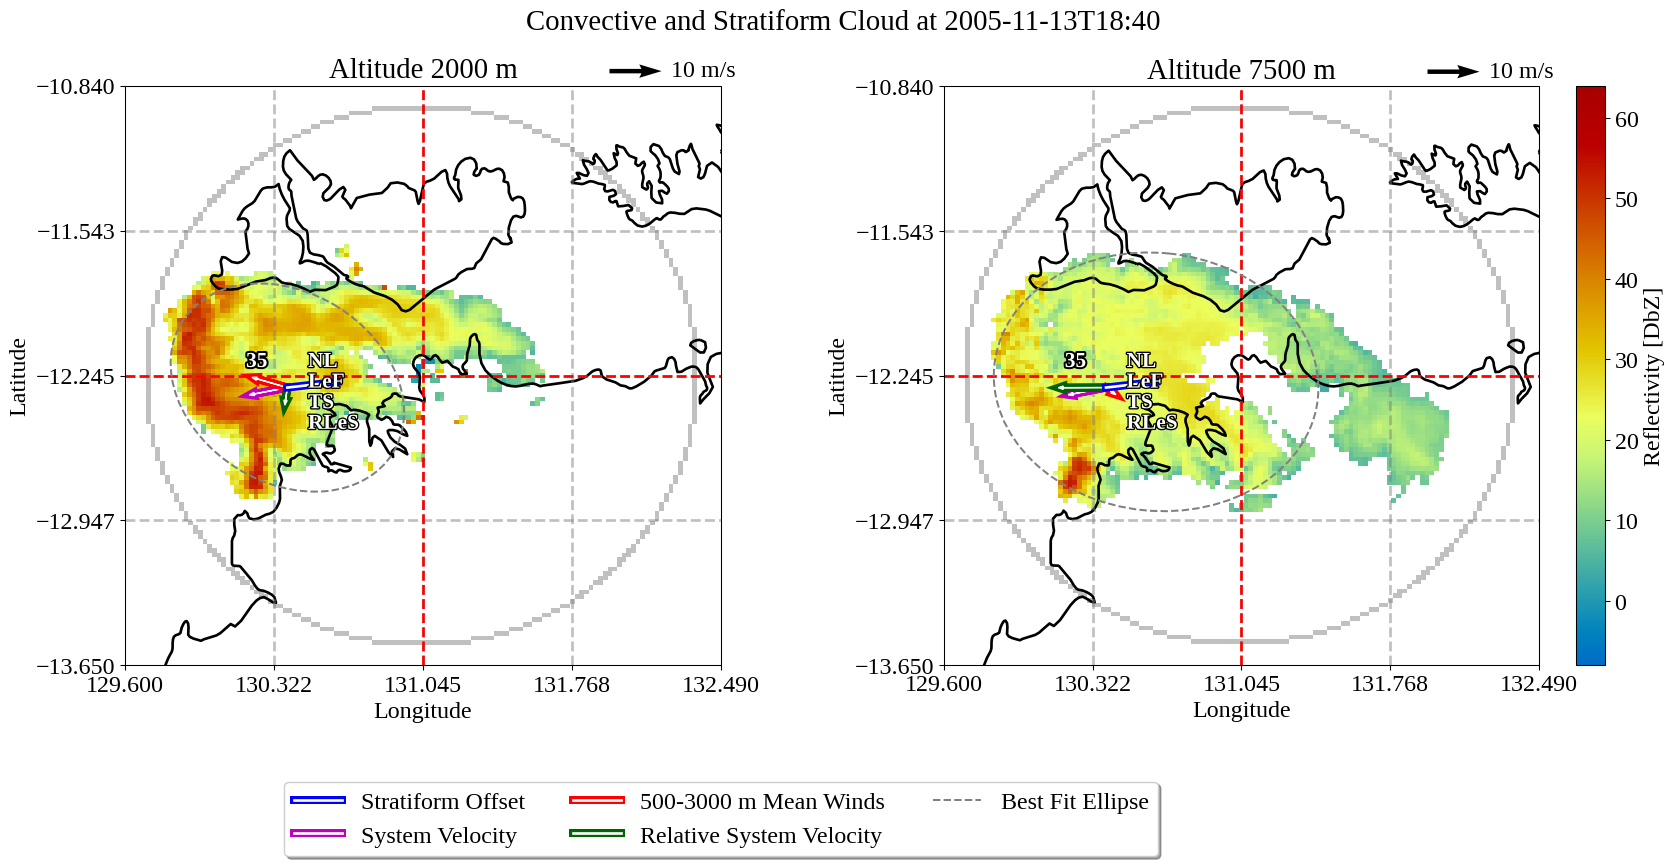 Convective and Stratiform Cloud at 2005-11-13T18:40
Altitude 2000 m
10 m/s
−10.840
−11.543
−12.245
−12.947
−13.650
129.600
130.322
131.045
131.768
132.490
Latitude
Longitude
35
NL
LeF
TS
RLeS
Altitude 7500 m
10 m/s
−10.840
−11.543
−12.245
−12.947
−13.650
129.600
130.322
131.045
131.768
132.490
Latitude
Longitude
35
NL
LeF
TS
RLeS
60
50
40
30
20
10
0
Reflectivity [DbZ]
Stratiform Offset
System Velocity
500-3000 m Mean Winds
Relative System Velocity
Best Fit Ellipse